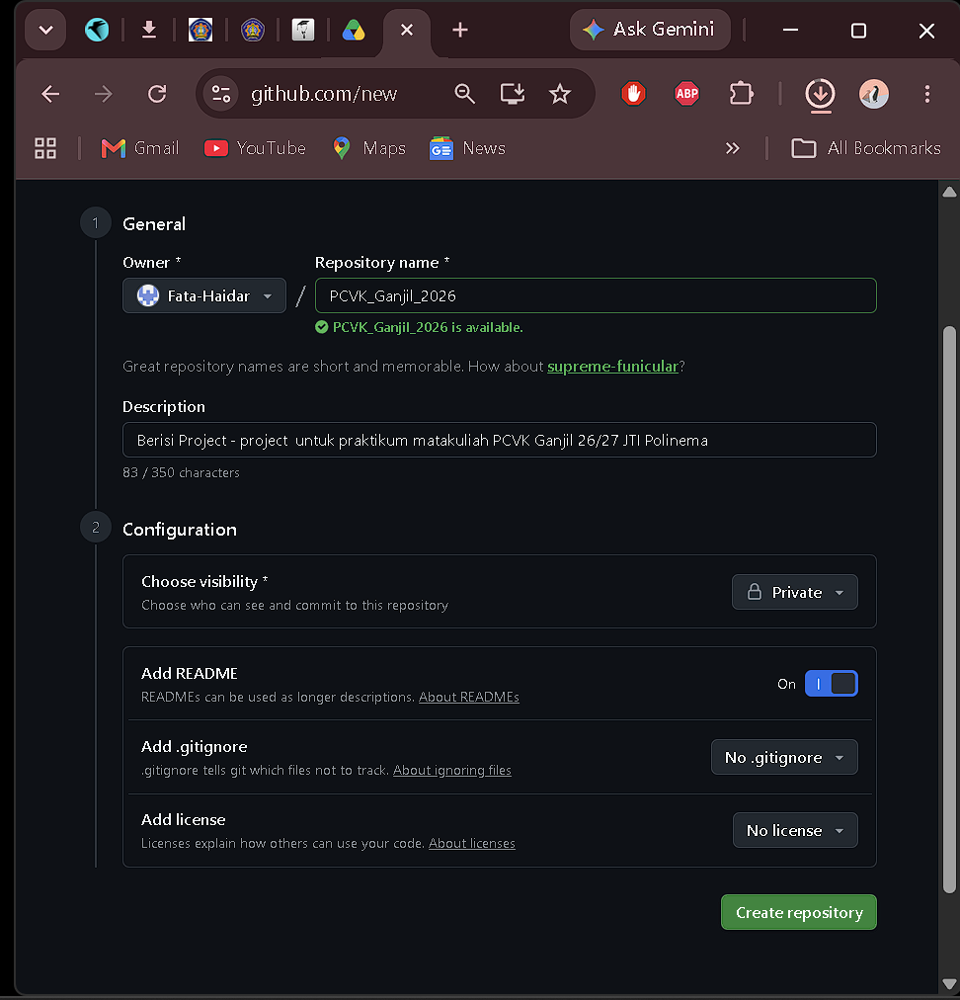 Ask Gemini
github.com/new
Gmail
YouTube
Maps
News
All Bookmarks
1
General
Owner *
Repository name *
Fata-Haidar
/
PCVK_Ganjil_2026
PCVK_Ganjil_2026 is available.
Great repository names are short and memorable. How about supreme-funicular?
Description
Berisi Project - project  untuk praktikum matakuliah PCVK Ganjil 26/27 JTI Polinema
83 / 350 characters
2
Configuration
Choose visibility *
Choose who can see and commit to this repository
Private
Add README
READMEs can be used as longer descriptions. About READMEs
On
Add .gitignore
.gitignore tells git which files not to track. About ignoring files
No .gitignore
Add license
Licenses explain how others can use your code. About licenses
No license
Create repository
ABP